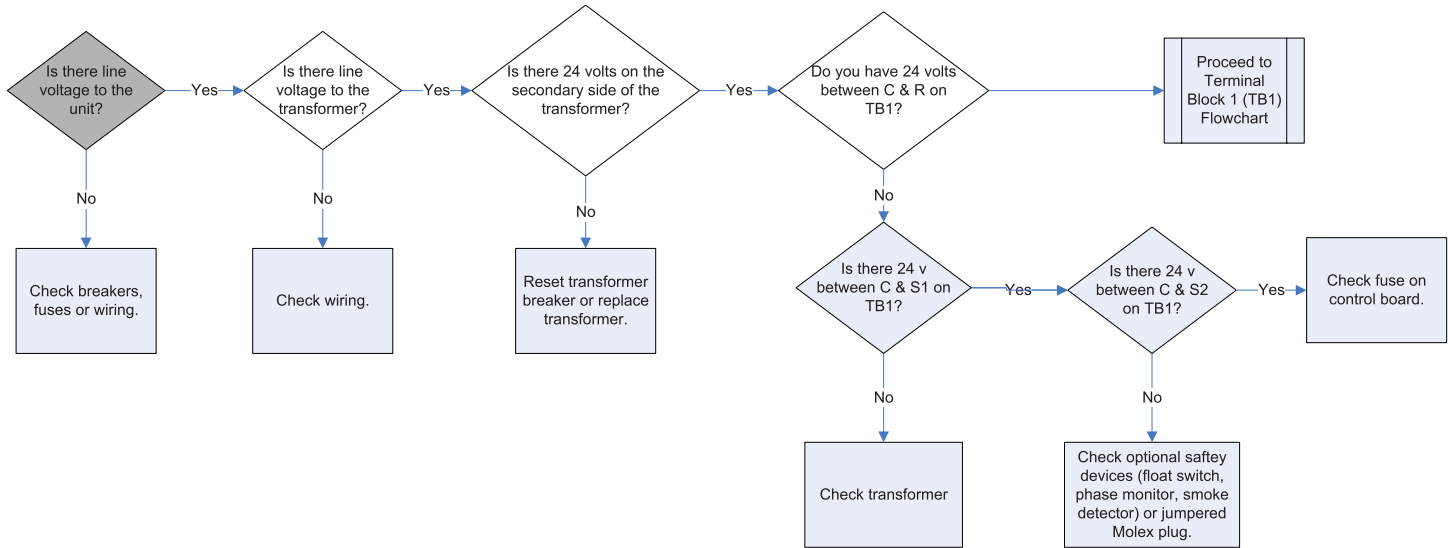 Is there line
voltage to the
unit?
Yes
Is there line
voltage to the
transformer?
Yes
Is there 24 volts on the
secondary side of the
transformer?
Yes
Do you have 24 volts
between C & R on
TB1?
Proceed to
Terminal
Block 1 (TB1)
Flowchart
No
No
No
No
Check breakers,
fuses or wiring.
Check wiring.
Reset transformer
breaker or replace
transformer.
Is there 24 v
between C & S1 on
TB1?
Yes
Is there 24 v
between C & S2
on TB1?
Yes
Check fuse on
control board.
No
No
Check transformer
Check optional saftey
devices (float switch,
phase monitor, smoke
detector) or jumpered
Molex plug.